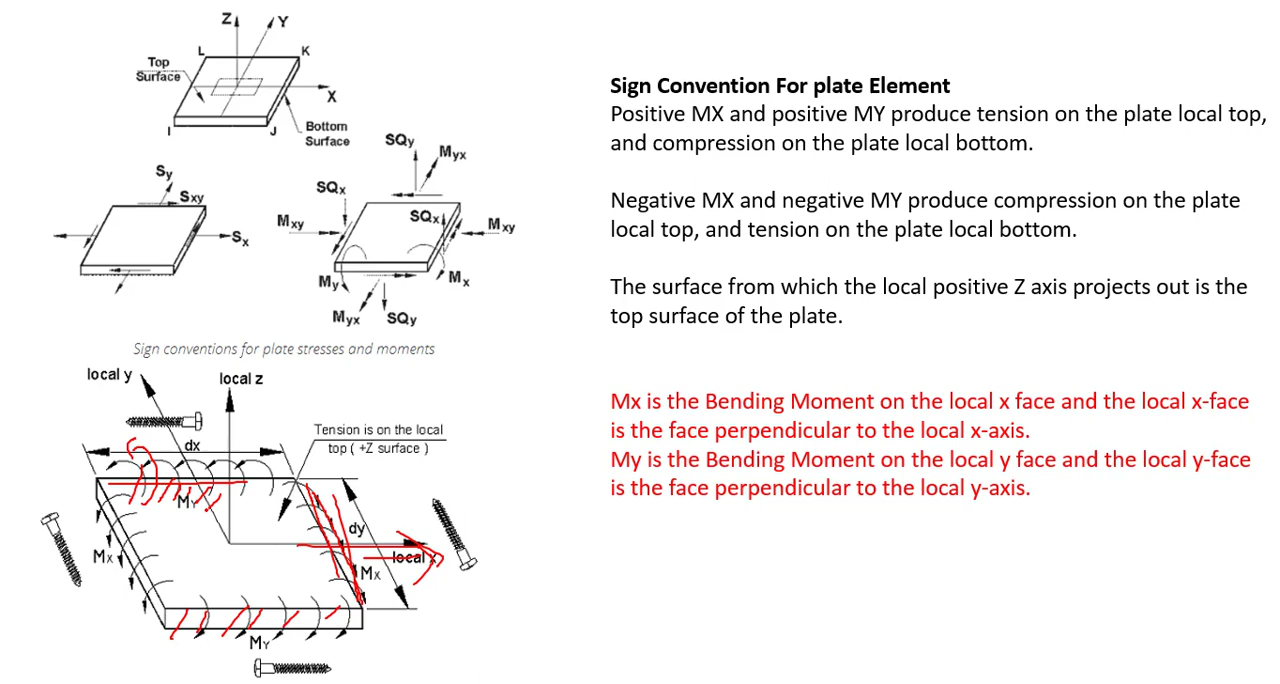 Z
Y
L
K
Top
Surface
X
I
J
Bottom
Surface
SQy
Myx
Sy
Sxy
SQx
SQx
Mxy
Mxy
Sx
My
Mx
Myx
SQy
Sign conventions for plate stresses and moments
local y
local z
Tension is on the local
top ( +Z surface )
dx
MY
dy
Mx
local x
Mx
MY
Sign Convention For plate Element
Positive MX and positive MY produce tension on the plate local top,
and compression on the plate local bottom.
Negative MX and negative MY produce compression on the plate
local top, and tension on the plate local bottom.
The surface from which the local positive Z axis projects out is the
top surface of the plate.
Mx is the Bending Moment on the local x face and the local x-face
is the face perpendicular to the local x-axis.
My is the Bending Moment on the local y face and the local y-face
is the face perpendicular to the local y-axis.